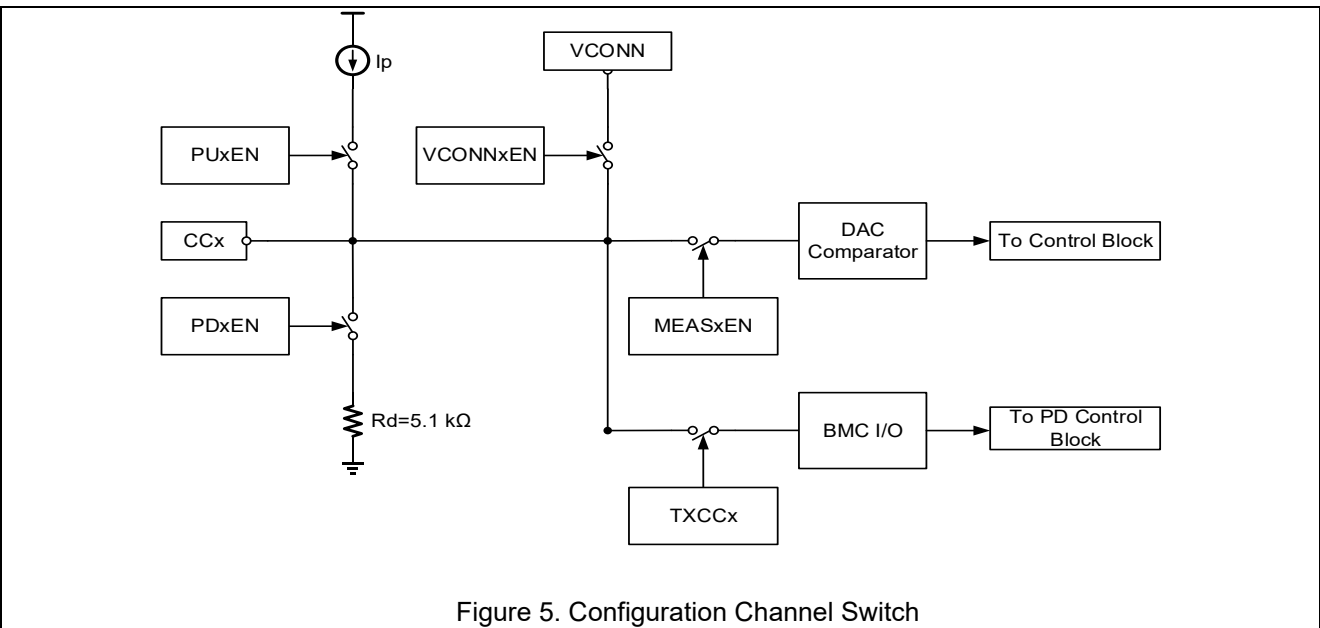 Ip
VCONN
PUxEN
VCONNxEN
CCx
DAC
Comparator
To Control Block
PDxEN
MEASxEN
Rd=5.1 kΩ
BMC I/O
To PD Control
Block
TXCCx
Figure 5. Configuration Channel Switch